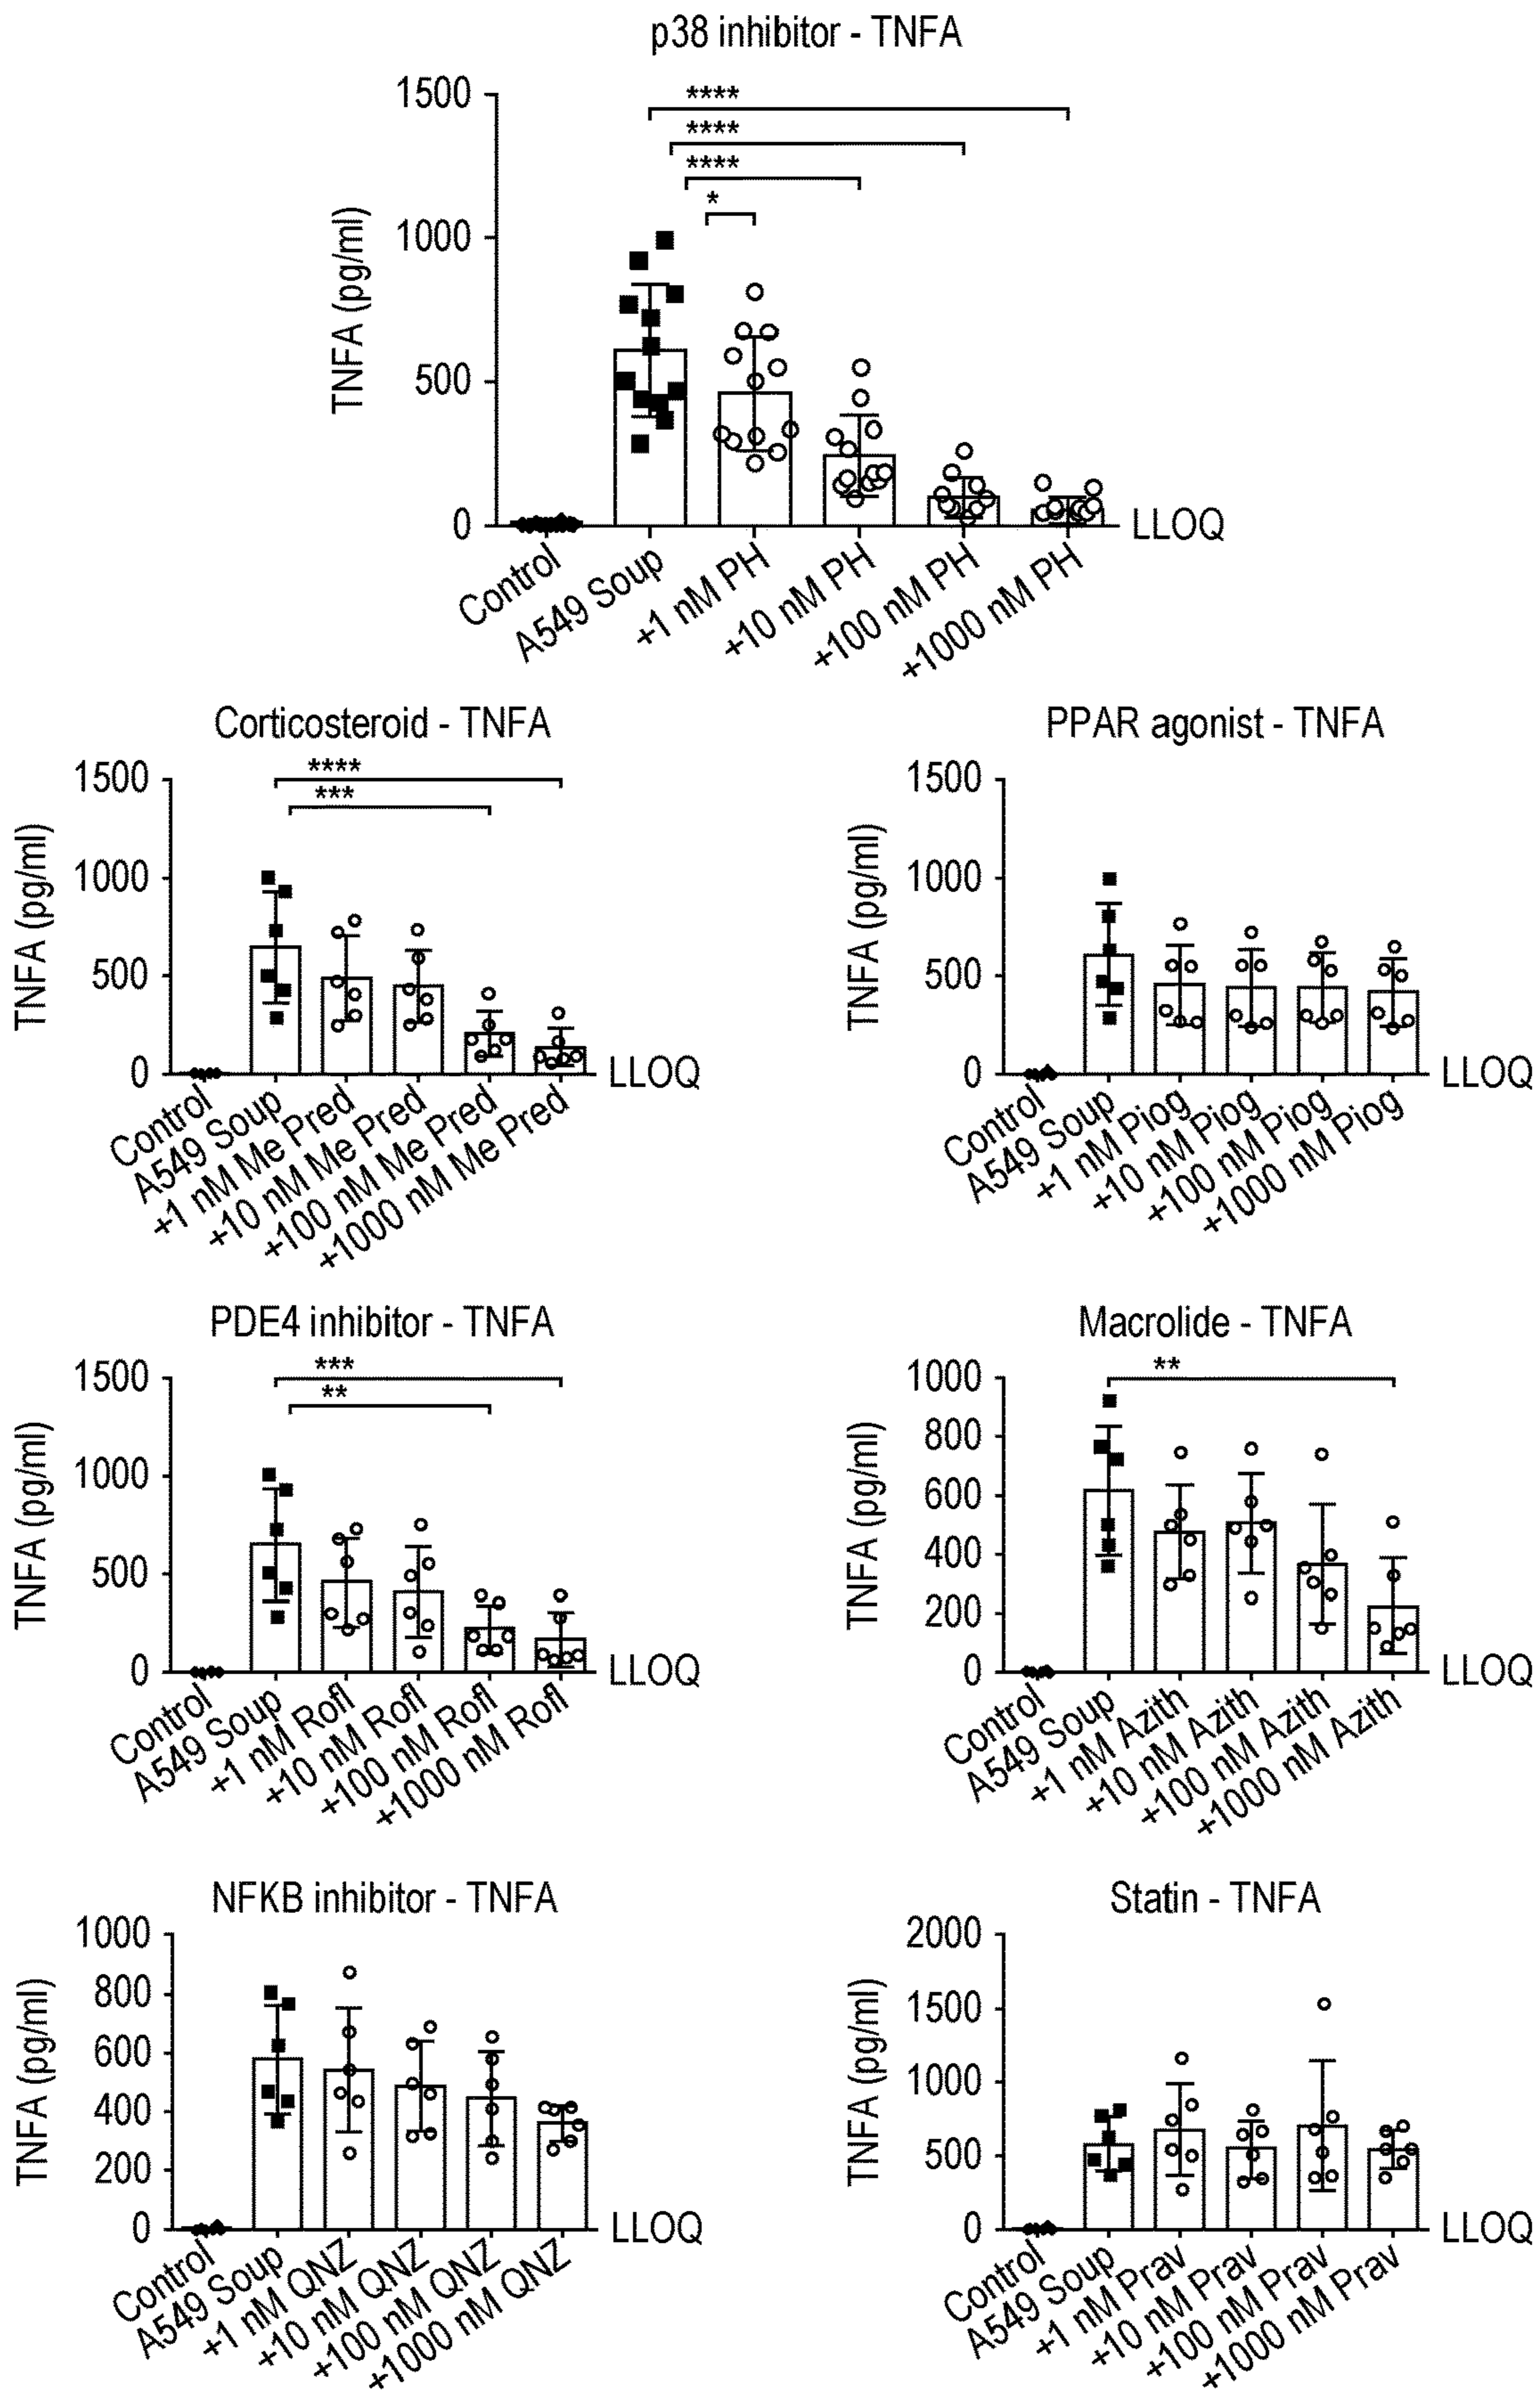 p38 inhibitor - TNFA
TNFA (pg/ml)
1500
1000
500
0
****
****
****
*
LLOQ
Control
A549 Soup
+1 nM PH
+10 nM PH
+100 nM PH
+1000 nM PH
Corticosteroid - TNFA
TNFA (pg/ml)
1500
1000
500
0
****
***
LLOQ
Control
A549 Soup
+1 nM Me Pred
+10 nM Me Pred
+100 nM Me Pred
+1000 nM Me Pred
PPAR agonist - TNFA
TNFA (pg/ml)
1500
1000
500
0
LLOQ
Control
A549 Soup
+1 nM Piog
+10 nM Piog
+100 nM Piog
+1000 nM Piog
PDE4 inhibitor - TNFA
TNFA (pg/ml)
1500
1000
500
0
***
**
LLOQ
Control
A549 Soup
+1 nM Rofl
+10 nM Rofl
+100 nM Rofl
+1000 nM Rofl
Macrolide - TNFA
TNFA (pg/ml)
1000
800
600
400
200
0
**
LLOQ
Control
A549 Soup
+1 nM Azith
+10 nM Azith
+100 nM Azith
+1000 nM Azith
NFKB inhibitor - TNFA
TNFA (pg/ml)
1000
800
600
400
200
0
LLOQ
Control
A549 Soup
+1 nM QNZ
+10 nM QNZ
+100 nM QNZ
+1000 nM QNZ
Statin - TNFA
TNFA (pg/ml)
2000
1500
1000
500
0
LLOQ
Control
A549 Soup
+1 nM Prav
+10 nM Prav
+100 nM Prav
+1000 nM Prav